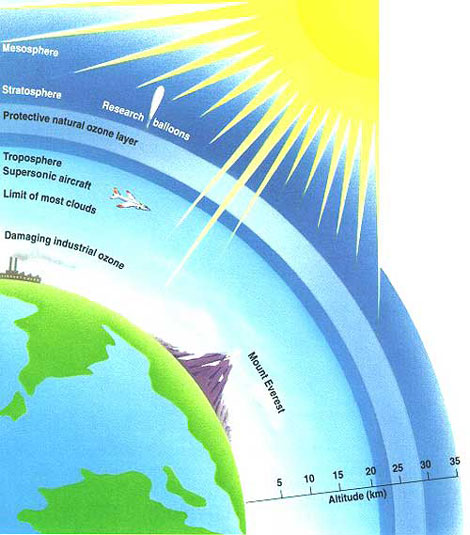 Mesosphere
Stratosphere
Research balloons
Protective natural ozone layer
Troposphere
Supersonic aircraft
Limit of most clouds
Damaging industrial ozone
Mount Everest
5 10 15 20 25 30 35
Altitude (km)